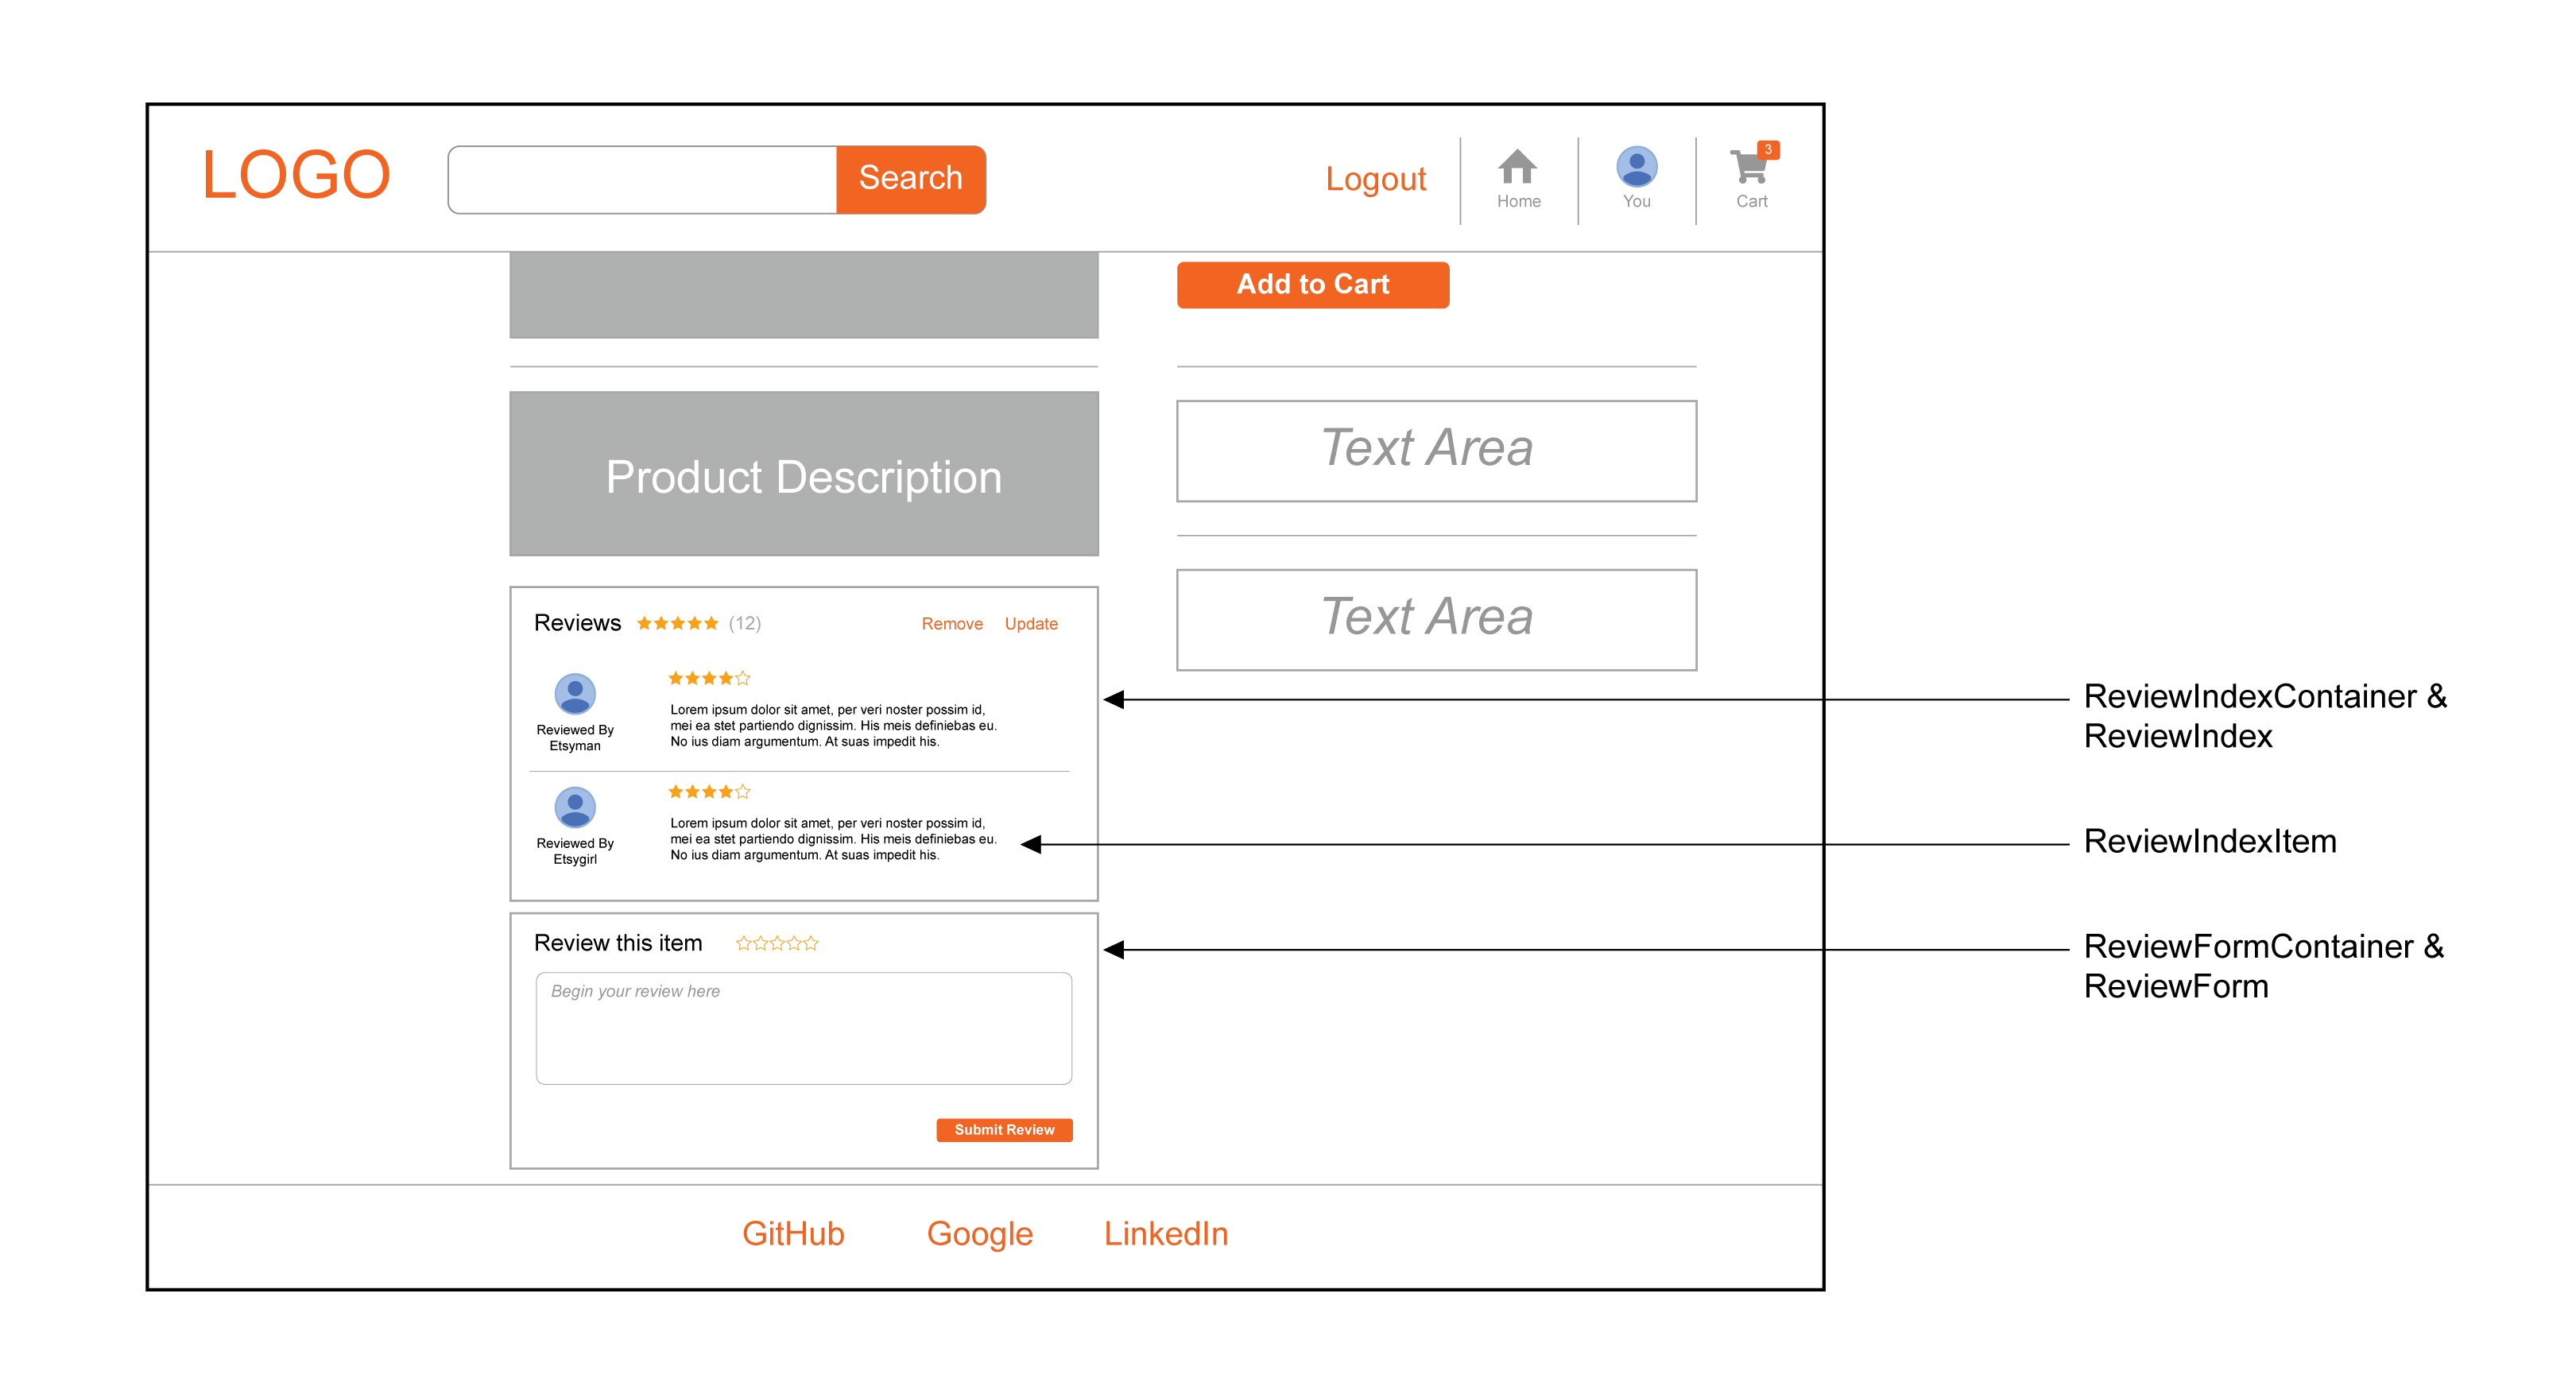 LOGO
Search
Logout
Home
You
3
Cart
Add to Cart
Product Description
Text Area
Text Area
Reviews (12) Remove Update
Reviewed By
Etsyman
Lorem ipsum dolor sit amet, per veri noster possim id,
mei ea stet partiendo dignissim. His meis definiebas eu.
No ius diam argumentum. At suas impedit his.
Reviewed By
Etsygirl
Lorem ipsum dolor sit amet, per veri noster possim id,
mei ea stet partiendo dignissim. His meis definiebas eu.
No ius diam argumentum. At suas impedit his.
Review this item
Begin your review here
Submit Review
ReviewIndexContainer &
ReviewIndex
ReviewIndexItem
ReviewFormContainer &
ReviewForm
GitHub Google LinkedIn